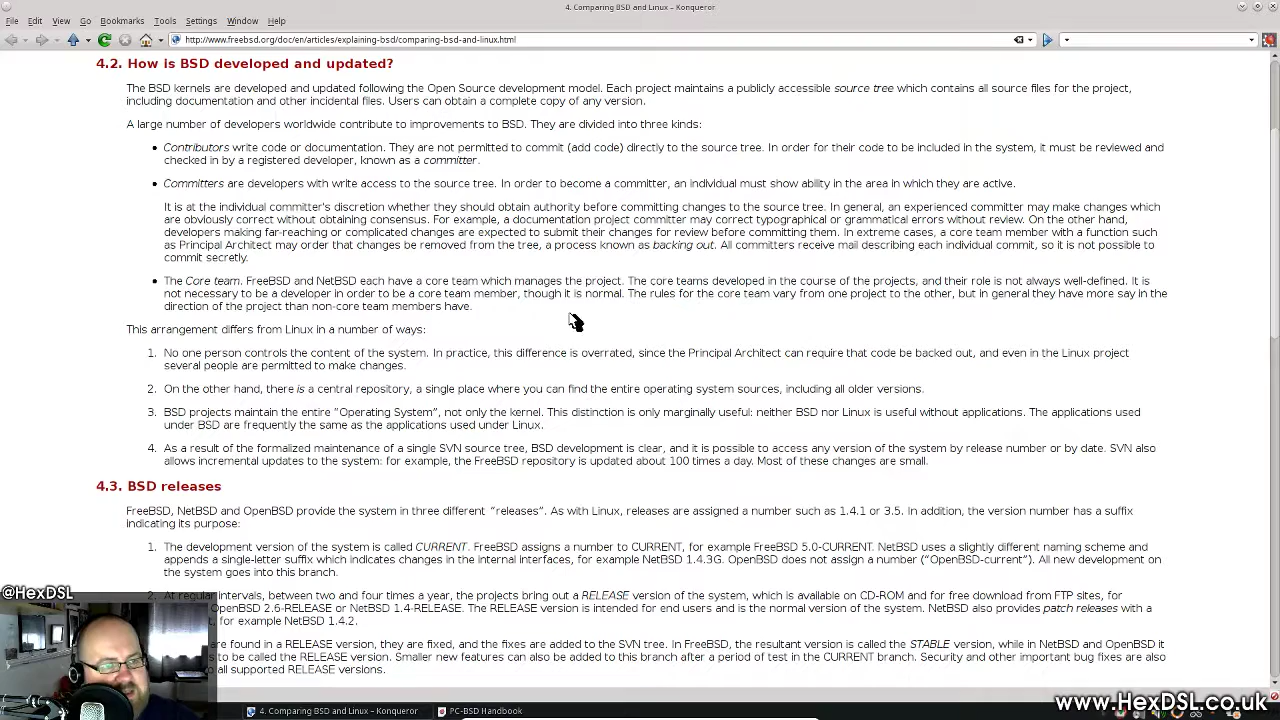 4. Comparing BSD and Linux – Konqueror
File Edit View Go Bookmarks Tools Settings Window Help
http://www.freebsd.org/doc/en/articles/explaining-bsd/comparing-bsd-and-linux.html
4.2. How is BSD developed and updated?
The BSD kernels are developed and updated following the Open Source development model. Each project maintains a publicly accessible source tree which contains all source files for the project,
including documentation and other incidental files. Users can obtain a complete copy of any version.
A large number of developers worldwide contribute to improvements to BSD. They are divided into three kinds:
• Contributors write code or documentation. They are not permitted to commit (add code) directly to the source tree. In order for their code to be included in the system, it must be reviewed and
checked in by a registered developer, known as a committer.
• Committers are developers with write access to the source tree. In order to become a committer, an individual must show ability in the area in which they are active.
It is at the individual committer's discretion whether they should obtain authority before committing changes to the source tree. In general, an experienced committer may make changes which
are obviously correct without obtaining consensus. For example, a documentation project committer may correct typographical or grammatical errors without review. On the other hand,
developers making far-reaching or complicated changes are expected to submit their changes for review before committing them. In extreme cases, a core team member with a function such
as Principal Architect may order that changes be removed from the tree, a process known as backing out. All committers receive mail describing each individual commit, so it is not possible to
commit secretly.
• The Core team. FreeBSD and NetBSD each have a core team which manages the project. The core teams developed in the course of the projects, and their role is not always well-defined. It is
not necessary to be a developer in order to be a core team member, though it is normal. The rules for the core team vary from one project to the other, but in general they have more say in the
direction of the project than non-core team members have.
This arrangement differs from Linux in a number of ways:
1. No one person controls the content of the system. In practice, this difference is overrated, since the Principal Architect can require that code be backed out, and even in the Linux project
several people are permitted to make changes.
2. On the other hand, there is a central repository, a single place where you can find the entire operating system sources, including all older versions.
3. BSD projects maintain the entire “Operating System”, not only the kernel. This distinction is only marginally useful: neither BSD nor Linux is useful without applications. The applications used
under BSD are frequently the same as the applications used under Linux.
4. As a result of the formalized maintenance of a single SVN source tree, BSD development is clear, and it is possible to access any version of the system by release number or by date. SVN also
allows incremental updates to the system: for example, the FreeBSD repository is updated about 100 times a day. Most of these changes are small.
4.3. BSD releases
FreeBSD, NetBSD and OpenBSD provide the system in three different “releases”. As with Linux, releases are assigned a number such as 1.4.1 or 3.5. In addition, the version number has a suffix
indicating its purpose:
1. The development version of the system is called CURRENT. FreeBSD assigns a number to CURRENT, for example FreeBSD 5.0-CURRENT. NetBSD uses a slightly different naming scheme and
appends a single-letter suffix which indicates changes in the internal interfaces, for example NetBSD 1.4.3G. OpenBSD does not assign a number (“OpenBSD-current”). All new development on
the system goes into this branch.
@HexDSL
2. At regular intervals, between two and four times a year, the projects bring out a RELEASE version of the system, which is available on CD-ROM and for free download from FTP sites, for
OpenBSD 2.6-RELEASE or NetBSD 1.4-RELEASE. The RELEASE version is intended for end users and is the normal version of the system. NetBSD also provides patch releases with a
, for example NetBSD 1.4.2.
are found in a RELEASE version, they are fixed, and the fixes are added to the SVN tree. In FreeBSD, the resultant version is called the STABLE version, while in NetBSD and OpenBSD it
to be called the RELEASE version. Smaller new features can also be added to this branch after a period of test in the CURRENT branch. Security and other important bug fixes are also
all supported RELEASE versions.
www.HexDSL.co.uk
4. Comparing BSD and Linux – Konqueror PC-BSD Handbook